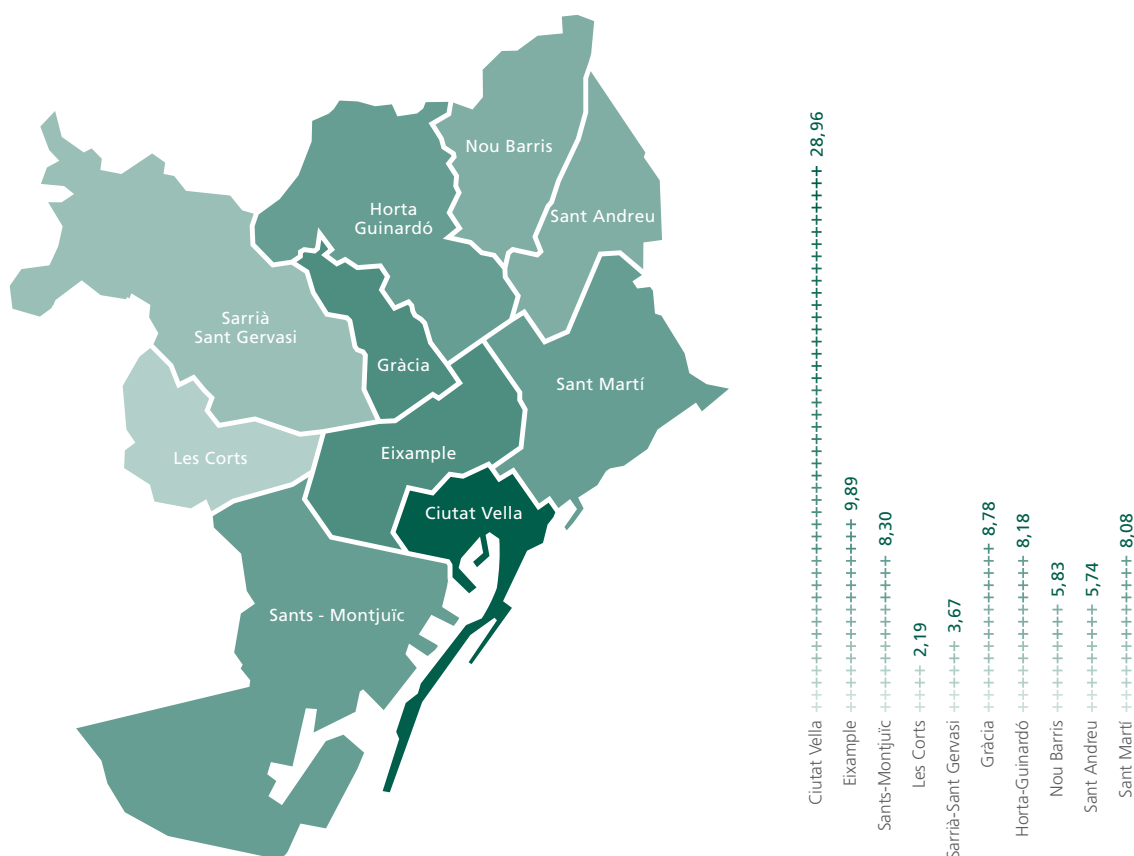 Nou Barris
Horta
Guinardó
Sant Andreu
Sarrià
Sant Gervasi
Gràcia
Sant Martí
Eixample
Les Corts
Ciutat Vella
Sants - Montjuïc
28,96
9,89
8,30
2,19
3,67
8,78
8,18
5,83
5,74
8,08
Ciutat Vella
Eixample
Sants-Montjuïc
Les Corts
Sarrià-Sant Gervasi
Gràcia
Horta-Guinardó
Nou Barris
Sant Andreu
Sant Martí